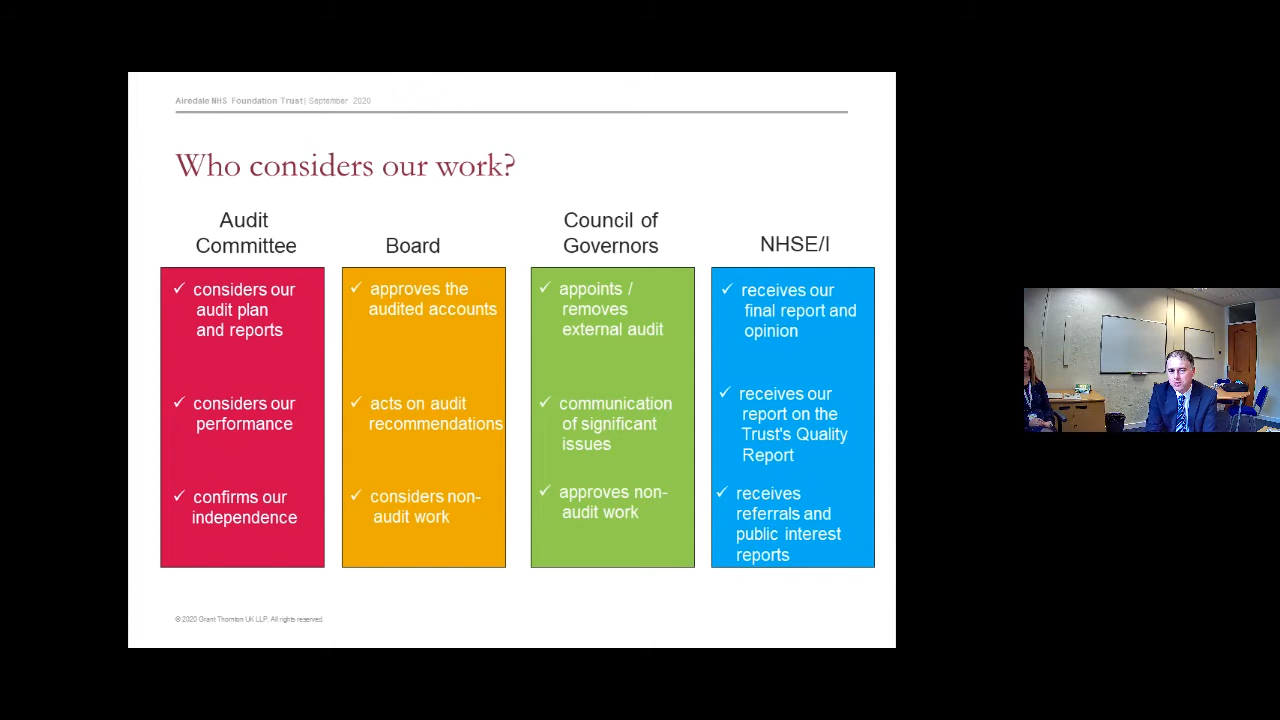 Airedale NHS Foundation Trust| September 2020
Who considers our work?
Audit
Committee
considers our
audit plan
and reports
considers our
performance
confirms our
independence
Board
approves the
audited accounts
acts on audit
recommendations
considers non-
audit work
Council of
Governors
appoints /
removes
external audit
communication
of significant
issues
approves non-
audit work
NHSE/I
receives our
final report and
opinion
receives our
report on the
Trust's Quality
Report
receives
referrals and
public interest
reports
© 2020 Grant Thornton UK LLP. All rights reserved.